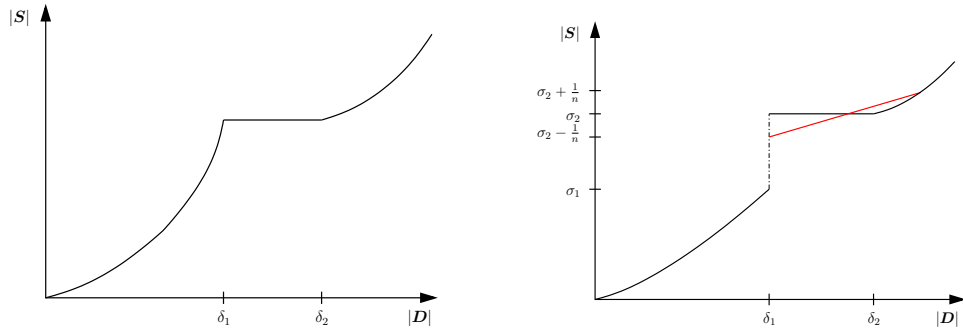 |S|
δ₁
δ₂
|D|
|S|
σ₂ + 1/n
σ₂
σ₂ − 1/n
σ₁
δ₁
δ₂
|D|